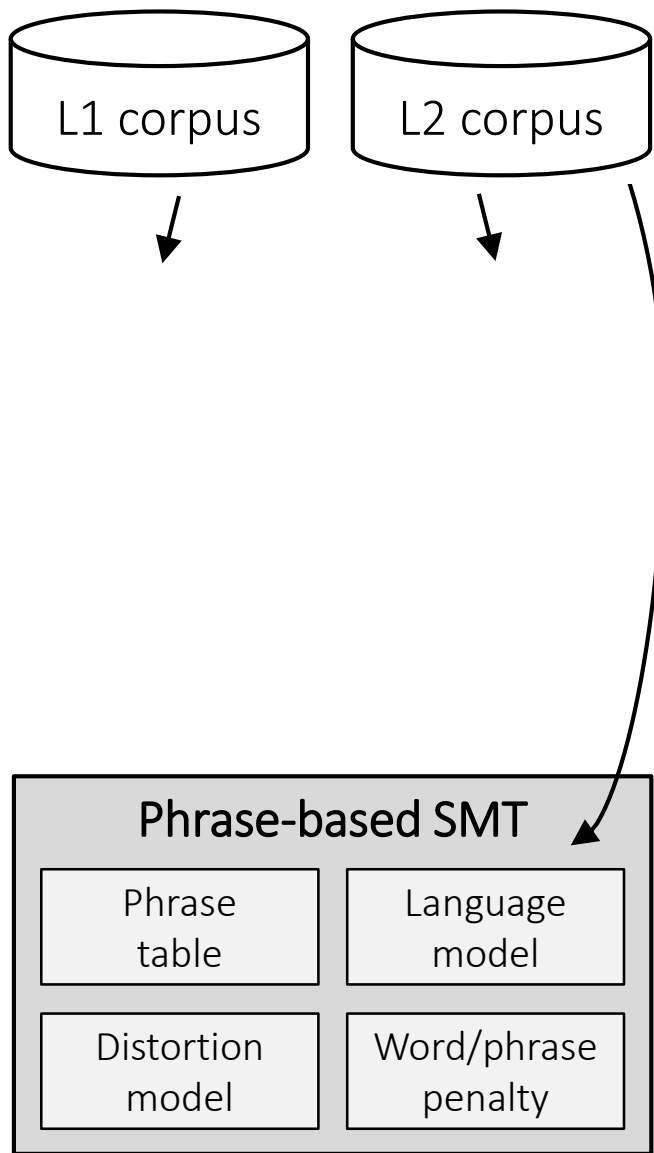 L1 corpus
L2 corpus
Phrase-based SMT
Phrase
table
Language
model
Distortion
model
Word/phrase
penalty